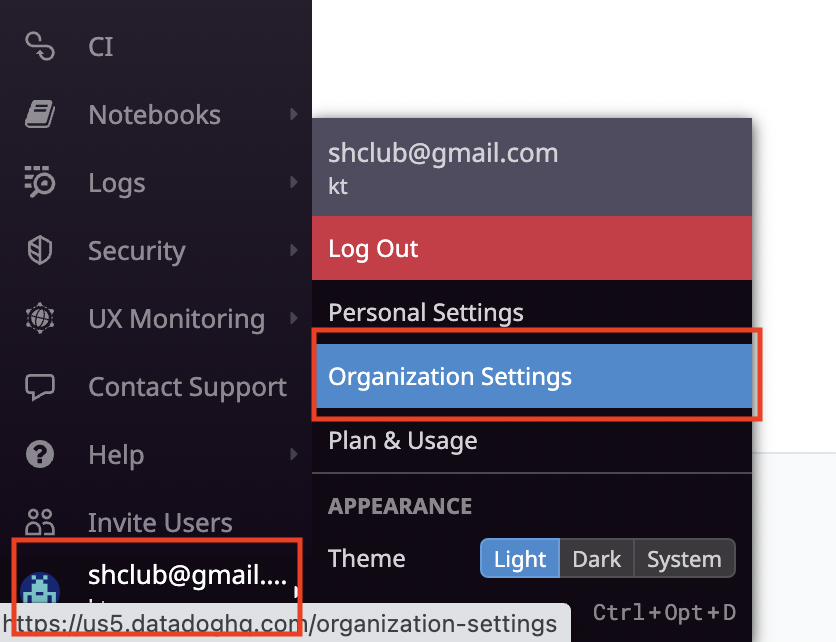 CI
Notebooks
Logs
Security
UX Monitoring
Contact Support
Help
Invite Users
shclub@gmail....
https://us5.datadoghq.com/organization-settings
shclub@gmail.com
kt
Log Out
Personal Settings
Organization Settings
Plan & Usage
APPEARANCE
Theme Light Dark System
Ctrl+Opt+D